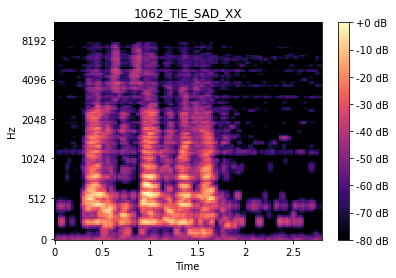 1062_TIE_SAD_XX
8192
4096
2048
1024
512
0
Hz
0
0.5
1
1.5
2
2.5
Time
+0 dB
-10 dB
-20 dB
-30 dB
-40 dB
-50 dB
-60 dB
-70 dB
-80 dB